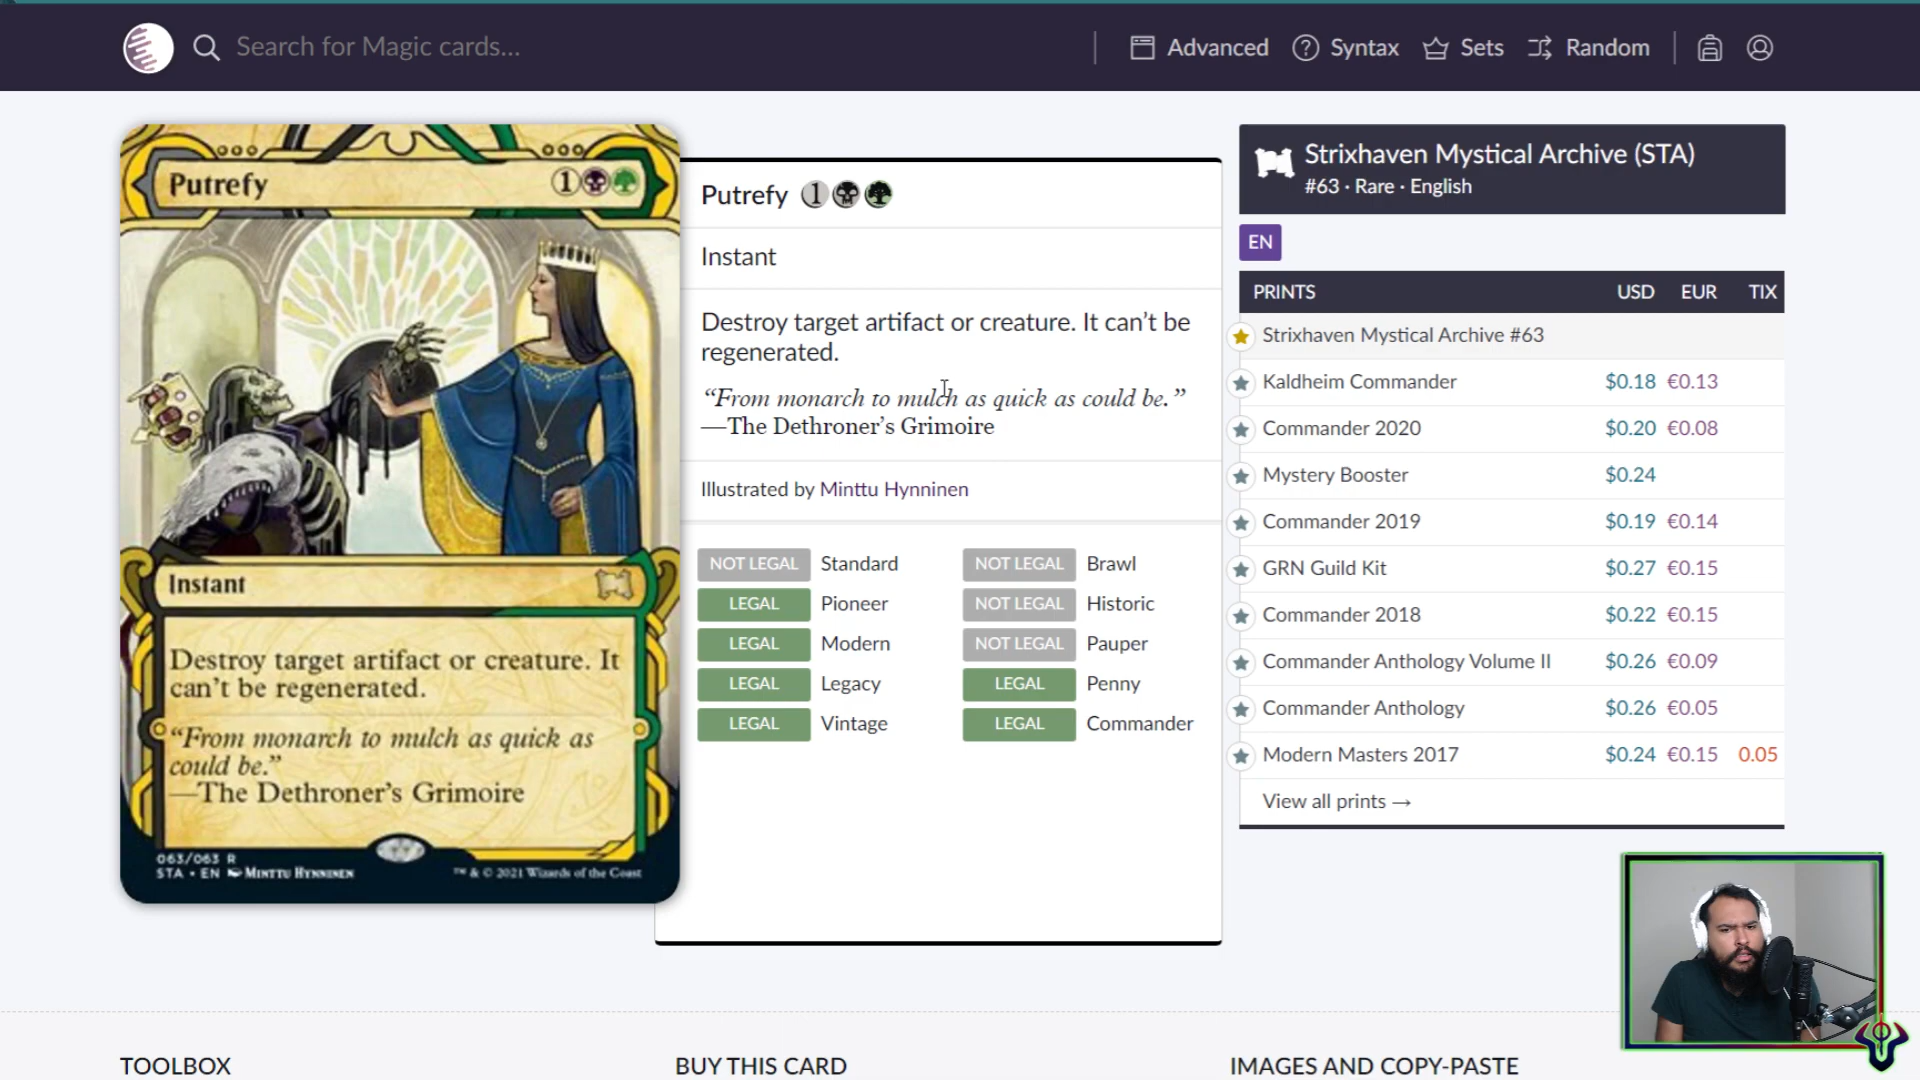 Search for Magic cards...
Advanced
Syntax
Sets
Random
Putrefy 1
Instant
Destroy target artifact or creature. It
can't be regenerated.
“From monarch to mulch as quick as
could be.”
—The Dethroner's Grimoire
063/063 R
STA • EN Minttu Hynninen
™ & © 2021 Wizards of the Coast
Putrefy 1
Instant
Destroy target artifact or creature. It can't be
regenerated.
“From monarch to mulch as quick as could be.”
—The Dethroner's Grimoire
Illustrated by Minttu Hynninen
NOT LEGAL Standard NOT LEGAL Brawl
LEGAL Pioneer NOT LEGAL Historic
LEGAL Modern NOT LEGAL Pauper
LEGAL Legacy LEGAL Penny
LEGAL Vintage LEGAL Commander
Strixhaven Mystical Archive (STA)
#63 · Rare · English
EN
PRINTS USD EUR TIX
Strixhaven Mystical Archive #63
Kaldheim Commander $0.18 €0.13
Commander 2020 $0.20 €0.08
Mystery Booster $0.24
Commander 2019 $0.19 €0.14
GRN Guild Kit $0.27 €0.15
Commander 2018 $0.22 €0.15
Commander Anthology Volume II $0.26 €0.09
Commander Anthology $0.26 €0.05
Modern Masters 2017 $0.24 €0.15 0.05
View all prints →
TOOLBOX
BUY THIS CARD
IMAGES AND COPY-PASTE